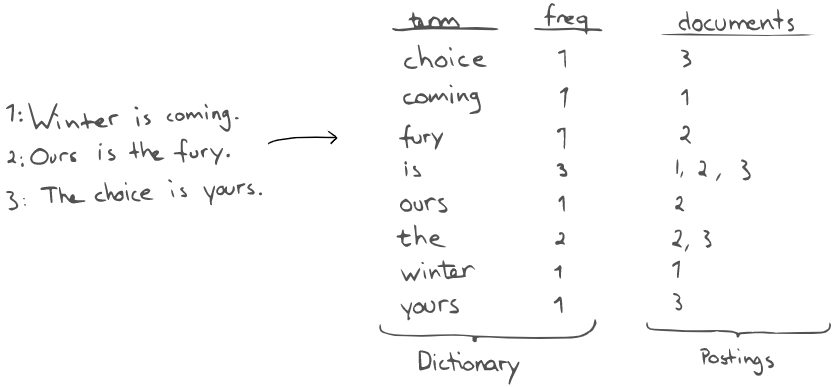 term freq documents
choice 1 3
coming 1 1
fury 1 2
is 3 1, 2, 3
ours 1 2
the 2 2, 3
winter 1 1
yours 1 3
1: Winter is coming.
2: Ours is the fury.
3: The choice is yours.
Dictionary
Postings